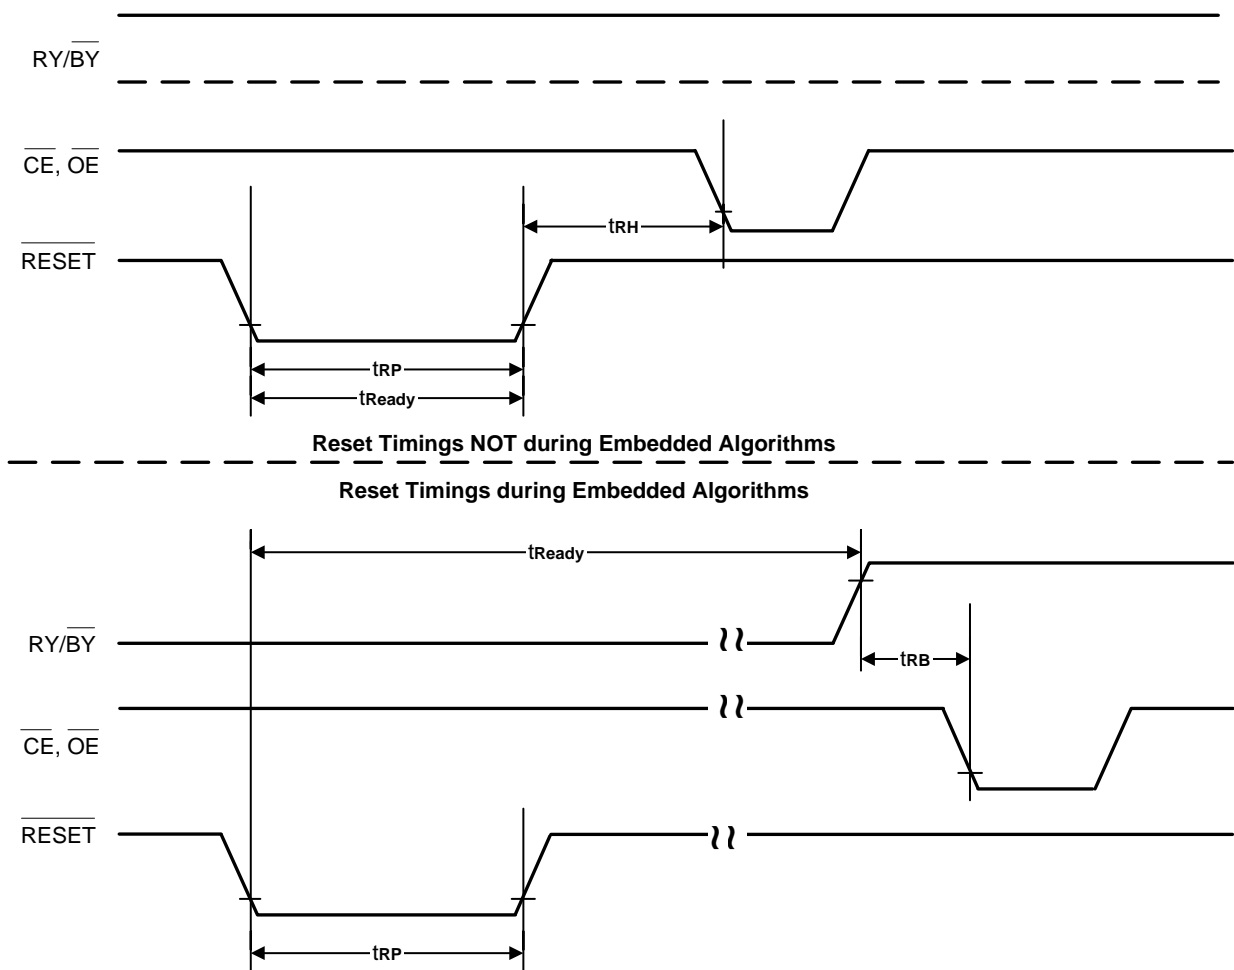 RY/BY
CE, OE
tRH
RESET
tRP
tReady
Reset Timings NOT during Embedded Algorithms
Reset Timings during Embedded Algorithms
tReady
RY/BY
tRB
CE, OE
RESET
tRP